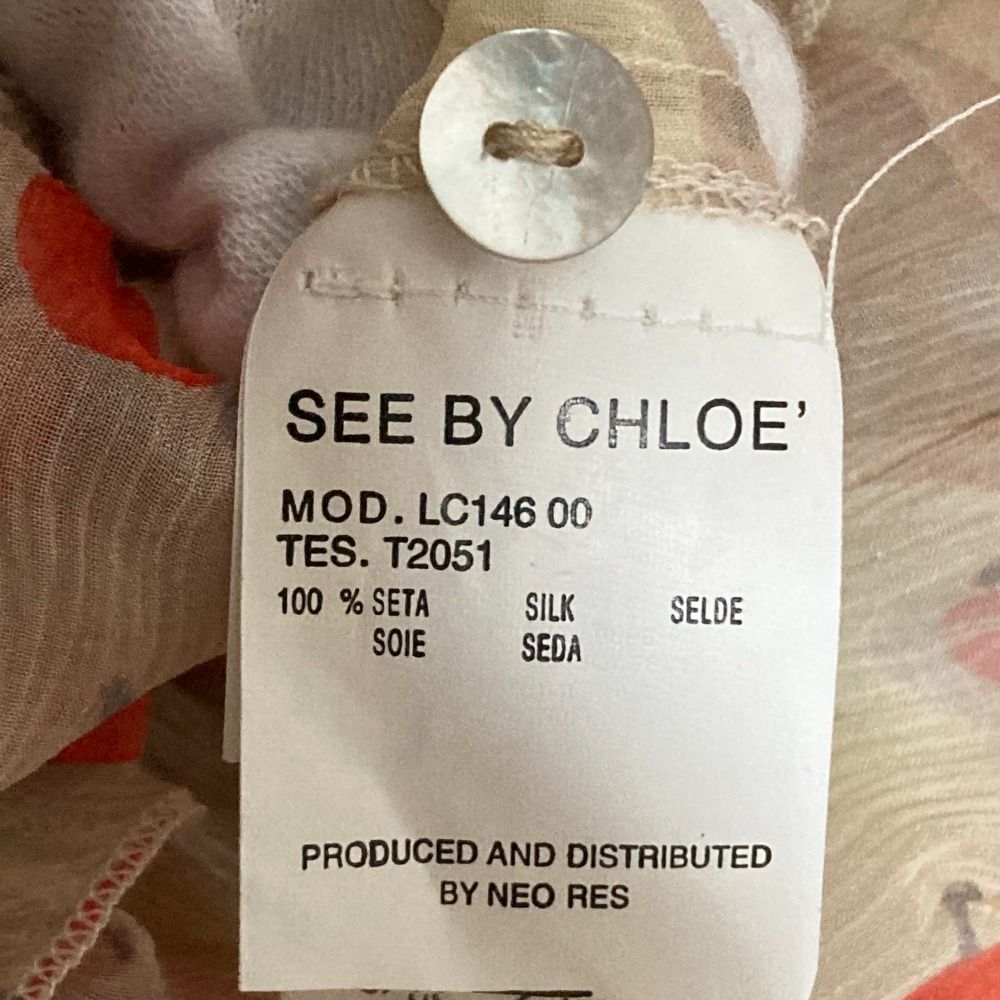 SEE BY CHLOE'
MOD. LC146 00
TES. T2051
100 % SETA SILK SELDE
SOIE SEDA
PRODUCED AND DISTRIBUTED
BY NEO RES